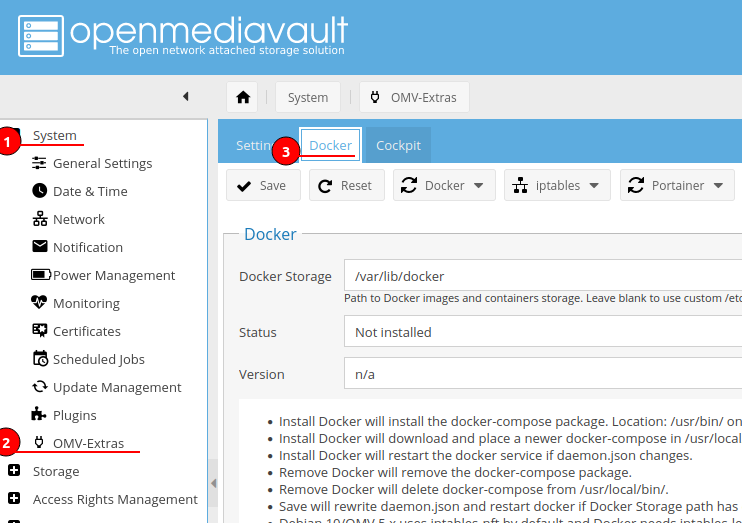 openmediavault
The open network attached storage solution
System
OMV-Extras
1
System
General Settings
Date & Time
Network
Notification
Power Management
Monitoring
Certificates
Scheduled Jobs
Update Management
Plugins
2
OMV-Extras
Storage
Access Rights Management
3
Docker
Cockpit
Save
Reset
Docker
iptables
Portainer
Docker
Docker Storage
/var/lib/docker
Path to Docker images and containers storage. Leave blank to use custom /etc
Status
Not installed
Version
n/a
• Install Docker will install the docker-compose package. Location: /usr/bin/ on
• Install Docker will download and place a newer docker-compose in /usr/local
• Install Docker will restart the docker service if daemon.json changes.
• Remove Docker will remove the docker-compose package.
• Remove Docker will delete docker-compose from /usr/local/bin/.
• Save will rewrite daemon.json and restart docker if Docker Storage path has